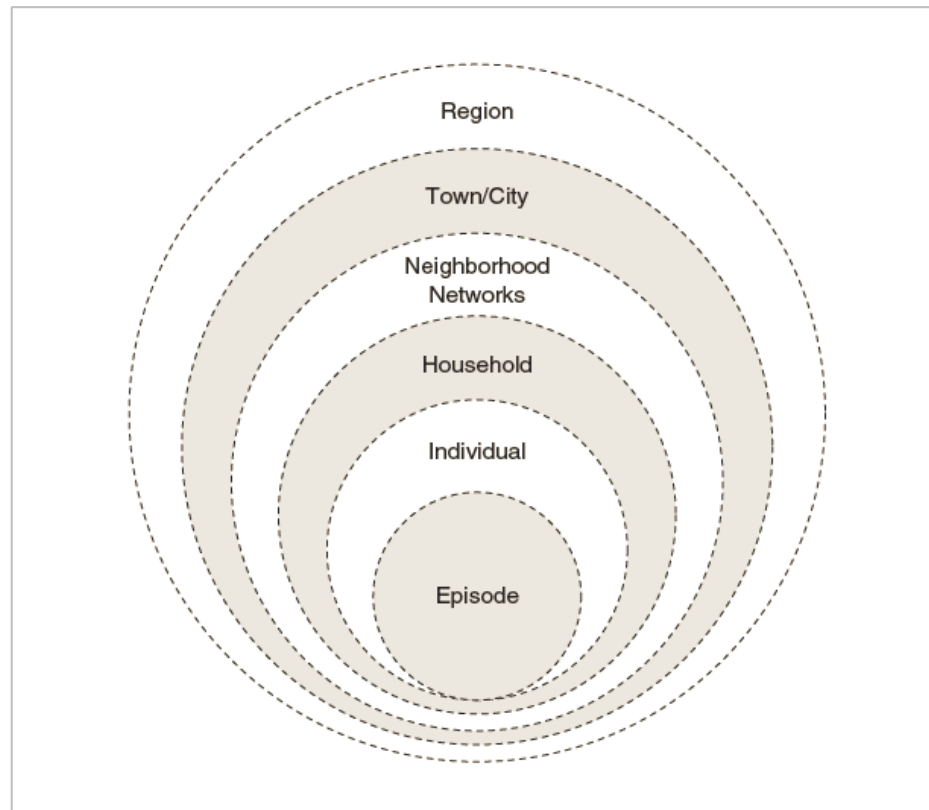 Region
Town/City
Neighborhood
Networks
Household
Individual
Episode